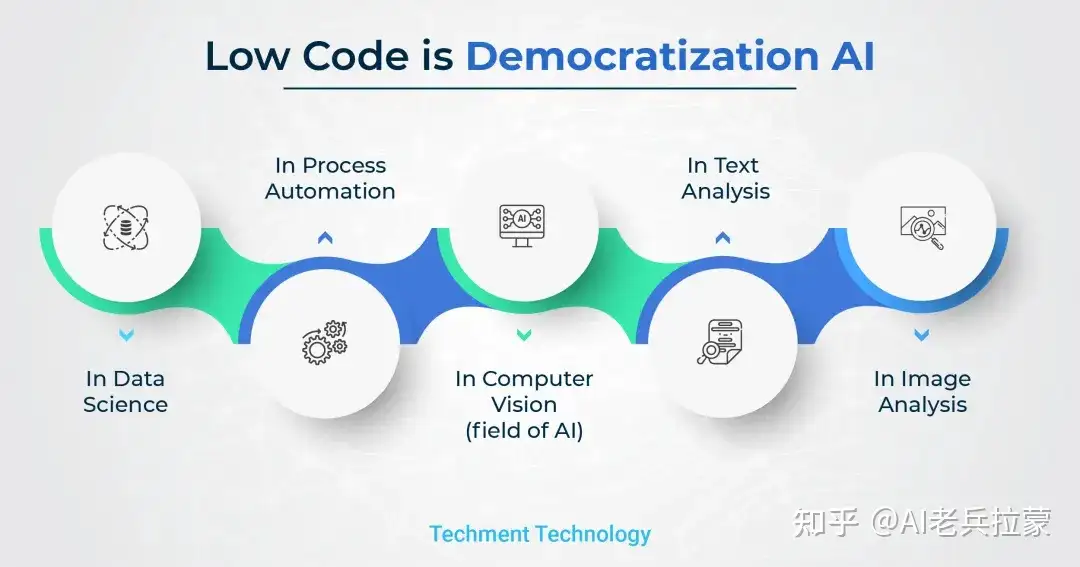 Low Code is Democratization AI
In Data
Science
In Process
Automation
AI
In Computer
Vision
(field of AI)
In Text
Analysis
In Image
Analysis
Techment Technology
知乎 @AI老兵拉蒙